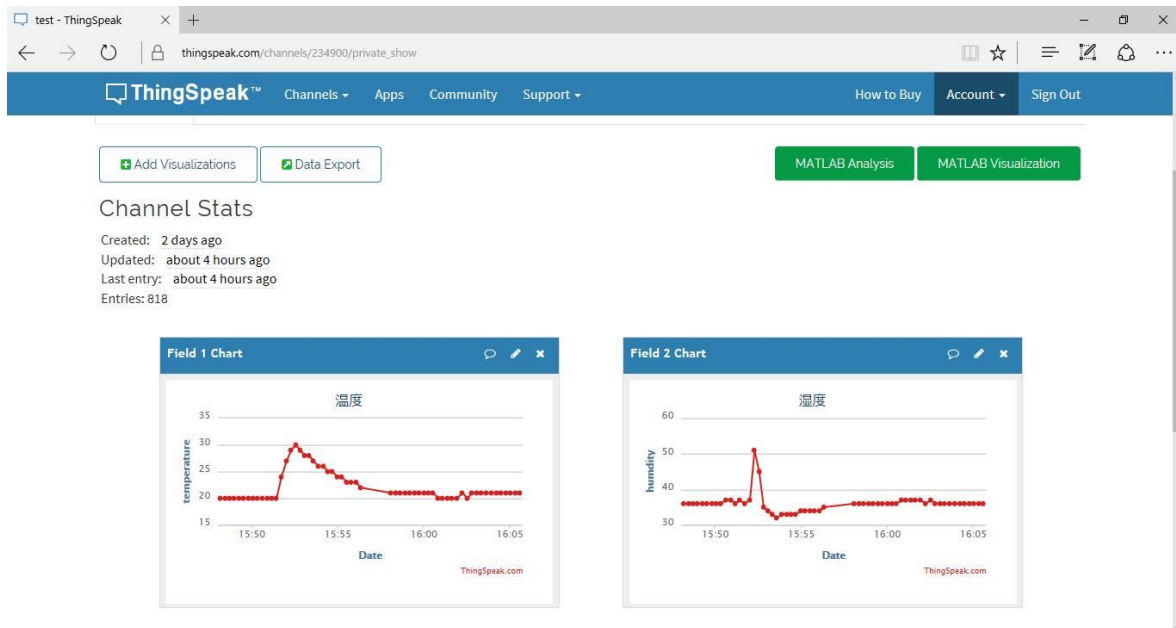 test - ThingSpeak
thingspeak.com/channels/234900/private_show
ThingSpeak™ Channels Apps Community Support How to Buy Account Sign Out
Add Visualizations Data Export MATLAB Analysis MATLAB Visualization
Channel Stats
Created: 2 days ago
Updated: about 4 hours ago
Last entry: about 4 hours ago
Entries: 818
Field 1 Chart
温度
35
30
25
20
15
temperature
15:50 15:55 16:00 16:05
Date
ThingSpeak.com
Field 2 Chart
湿度
60
50
40
30
humdity
15:50 15:55 16:00 16:05
Date
ThingSpeak.com